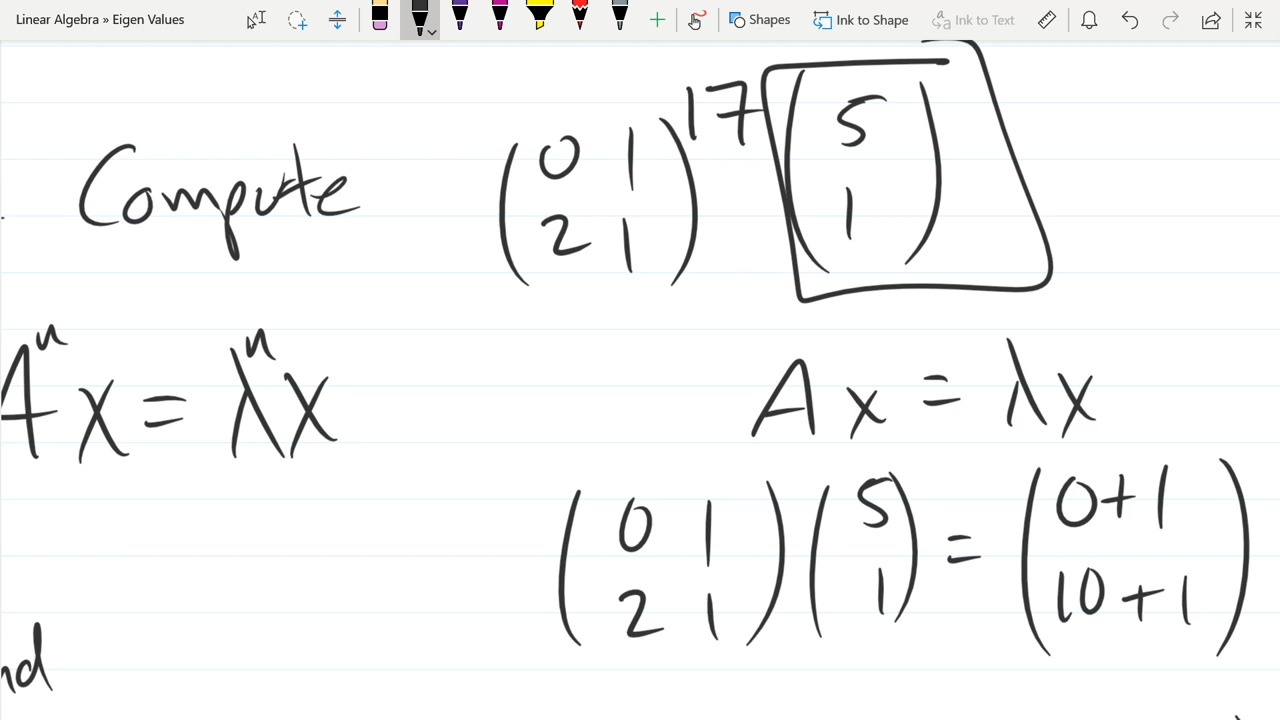 Linear Algebra » Eigen Values
Shapes Ink to Shape Ink to Text
Compute (0 1; 2 1)^17 (5; 1)
A^n x = λ^n x
Ax = λx
(0 1; 2 1) (5; 1) = (0+1; 10+1)